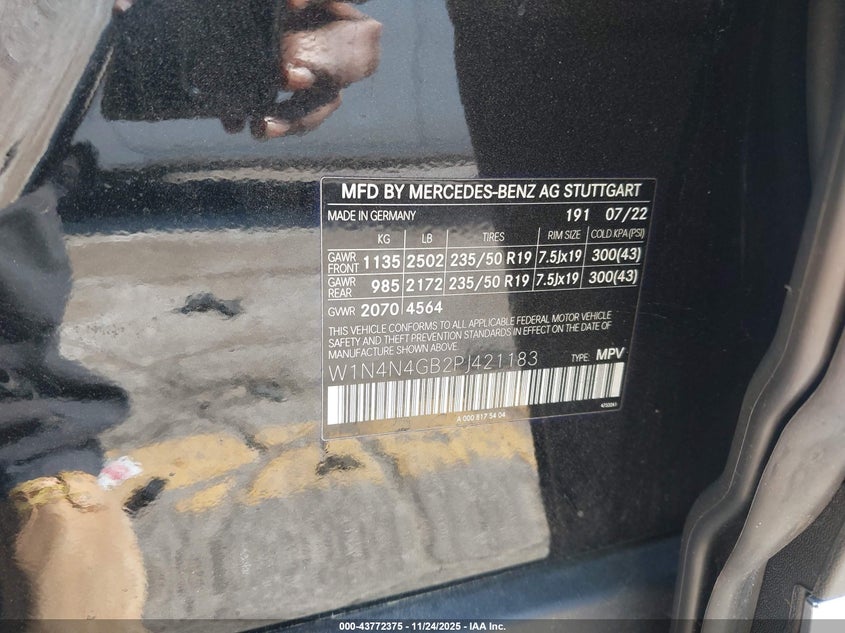 MFD BY MERCEDES-BENZ AG STUTTGART
MADE IN GERMANY 191 07/22
KG LB TIRES RIM SIZE COLD KPA (PSI)
GAWR FRONT 1135 2502 235/50 R19 7.5Jx19 300(43)
GAWR REAR 985 2172 235/50 R19 7.5Jx19 300(43)
GVWR 2070 4564
THIS VEHICLE CONFORMS TO ALL APPLICABLE FEDERAL MOTOR VEHICLE
SAFETY AND THEFT PREVENTION STANDARDS IN EFFECT ON THE DATE OF
MANUFACTURE SHOWN ABOVE.
W1N4N4GB2PJ421183 TYPE: MPV
A 000 817 54 04
000-43772375 - 11/24/2025 - IAA Inc.